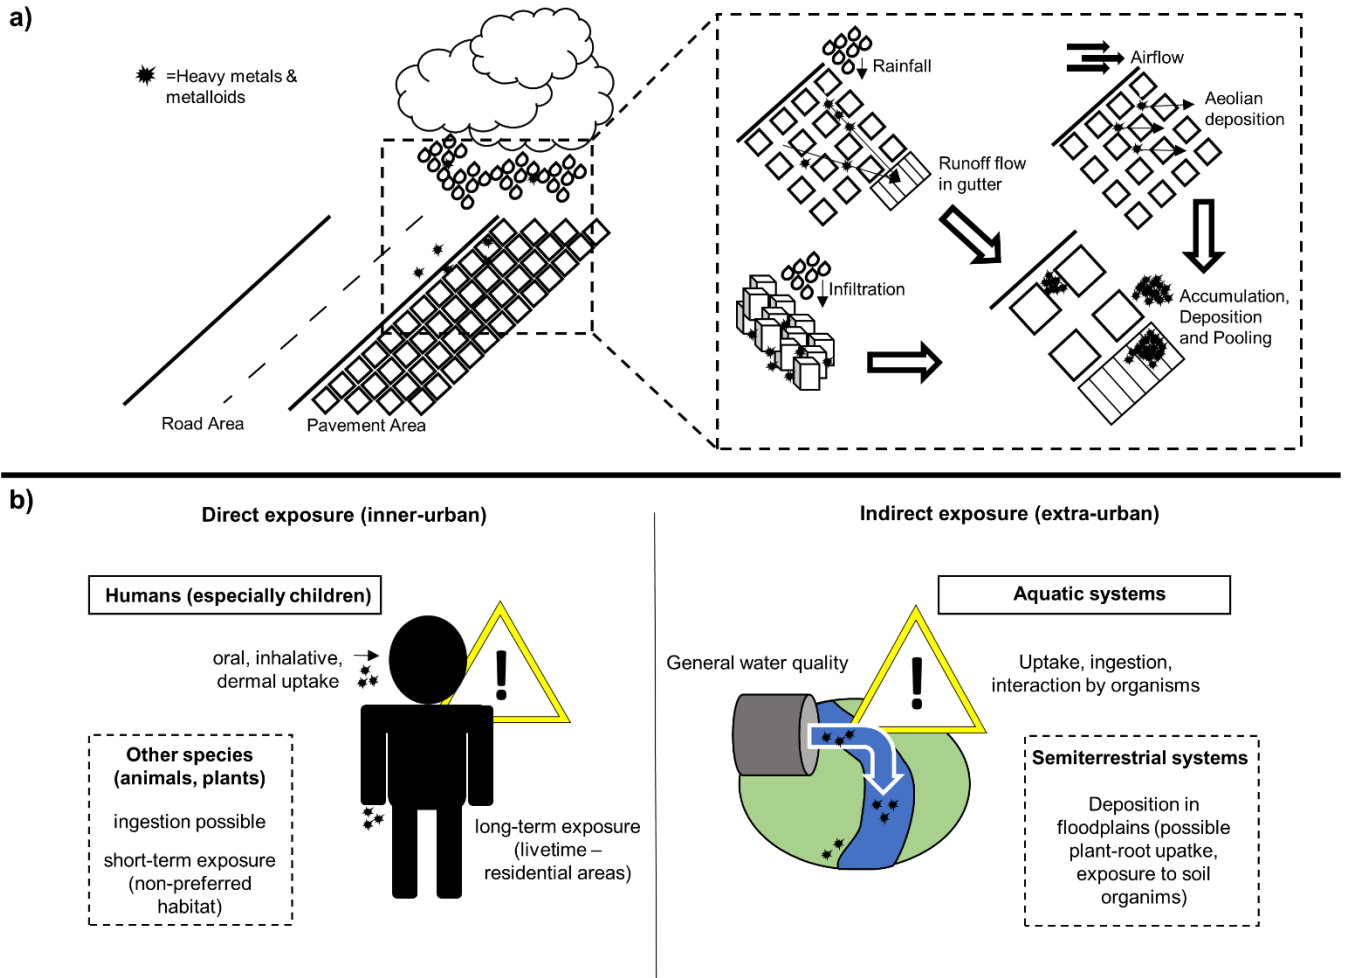 a)
=Heavy metals &
metalloids
Road Area
Pavement Area
Rainfall
Runoff flow
in gutter
Airflow
Aeolian
deposition
Infiltration
Accumulation,
Deposition
and Pooling
b)
Direct exposure (inner-urban)
Humans (especially children)
oral, inhalative,
dermal uptake
!
Other species
(animals, plants)
ingestion possible
short-term exposure
(non-preferred
habitat)
long-term exposure
(livetime –
residential areas)
Indirect exposure (extra-urban)
Aquatic systems
General water quality
!
Uptake, ingestion,
interaction by organisms
Semiterrestrial systems
Deposition in
floodplains (possible
plant-root upatke,
exposure to soil
organims)